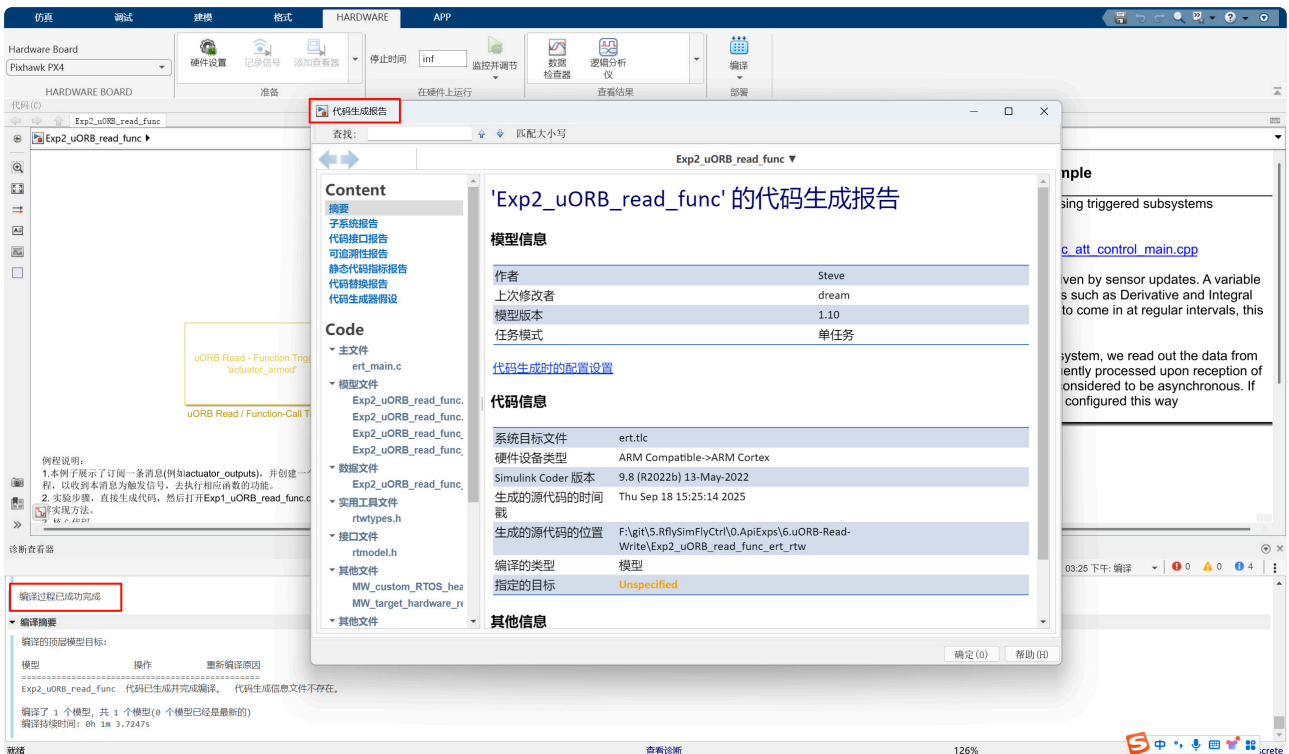 仿真 调试 建模 格式 HARDWARE APP
Hardware Board
Pixhawk PX4
硬件设置 记录信号 添加查看器 停止时间 inf 监控并调节 数据检查器 逻辑分析仪 编译
HARDWARE BOARD 准备 在硬件上运行 查看结果 部署
代码(C)
Exp2_uORB_read_func
Exp2_uORB_read_func
uORB Read - Function Trig
'actuator_armed'
uORB Read / Function-Call T
例程说明:
1.本例子展示了订阅一条消息(例如actuator_outputs)，并创建一个
程，以收到本消息为触发信号，去执行相应函数的功能。
2. 实验步骤，直接生成代码，然后打开Exp1_uORB_read_func.c
实现方法。
mple
sing triggered subsystems
c_att_control_main.cpp
iven by sensor updates. A variable
s such as Derivative and Integral
to come in at regular intervals, this
ystem, we read out the data from
ently processed upon reception of
onsidered to be asynchronous. If
configured this way
代码生成报告
查找: 匹配大小写
Exp2_uORB_read_func ▼
Content
摘要
子系统报告
代码接口报告
可追溯性报告
静态代码指标报告
代码替换报告
代码生成器假设
Code
主文件
ert_main.c
模型文件
Exp2_uORB_read_func.
Exp2_uORB_read_func.
Exp2_uORB_read_func_
Exp2_uORB_read_func_
数据文件
Exp2_uORB_read_func_
实用工具文件
rtwtypes.h
接口文件
rtmodel.h
其他文件
MW_custom_RTOS_hea
MW_target_hardware_re
其他文件
'Exp2_uORB_read_func' 的代码生成报告
模型信息
作者 Steve
上次修改者 dream
模型版本 1.10
任务模式 单任务
代码生成时的配置设置
代码信息
系统目标文件 ert.tlc
硬件设备类型 ARM Compatible->ARM Cortex
Simulink Coder 版本 9.8 (R2022b) 13-May-2022
生成的源代码的时间戳 Thu Sep 18 15:25:14 2025
生成的源代码的位置 F:\git\5.RflySimFlyCtrl\0.ApiExps\6.uORB-Read-
Write\Exp2_uORB_read_func_ert_rtw
编译的类型 模型
指定的目标 Unspecified
其他信息
确定(O) 帮助(H)
诊断查看器
03:25 下午: 编译 0 0 4
编译过程已成功完成
编译摘要
编译的顶层模型目标:
模型 操作 重新编译原因
==============================================
Exp2_uORB_read_func 代码已生成并完成编译。 代码生成信息文件不存在。
编译了 1 个模型, 共 1 个模型(0 个模型已经是最新的)
编译持续时间: 0h 1m 3.7247s
就绪 查看诊断 126% 中 crete